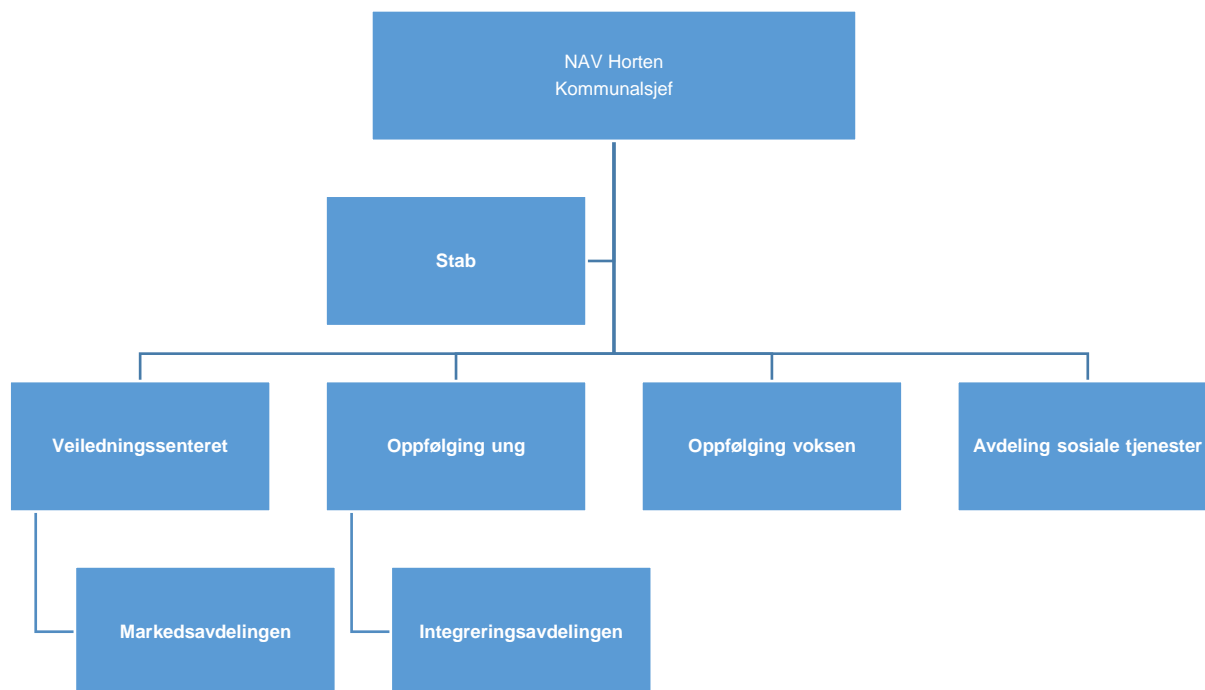 NAV Horten
Kommunalsjef
Stab
Veiledningssenteret
Oppfølging ung
Oppfølging voksen
Avdeling sosiale tjenester
Markedsavdelingen
Integreringsavdelingen